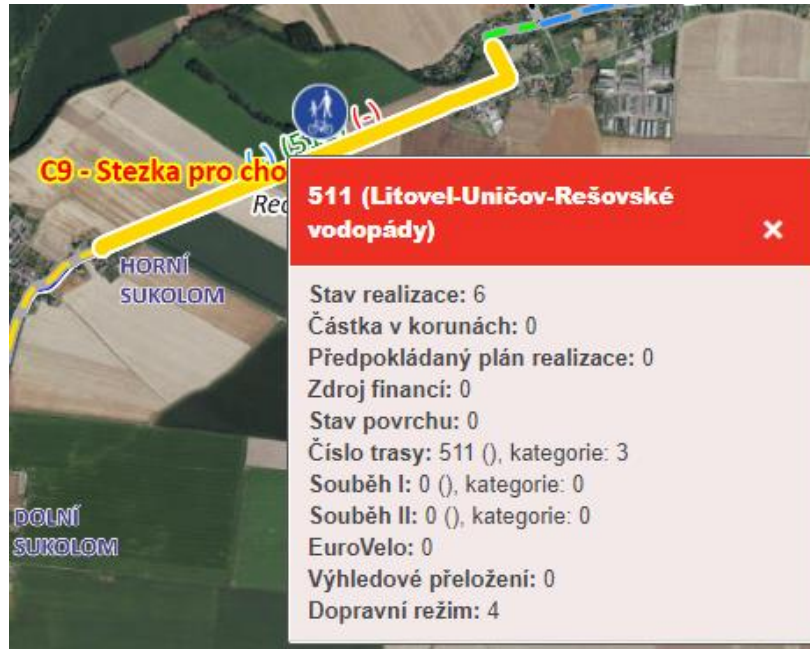 (-) (511) (-)
C9 - Stezka pro cho
Rec
HORNÍ
SUKOLOM
DOLNÍ
SUKOLOM
511 (Litovel-Uničov-Rešovské
vodopády)
×
Stav realizace: 6
Částka v korunách: 0
Předpokládaný plán realizace: 0
Zdroj financí: 0
Stav povrchu: 0
Číslo trasy: 511 (), kategorie: 3
Souběh I: 0 (), kategorie: 0
Souběh II: 0 (), kategorie: 0
EuroVelo: 0
Výhledové přeložení: 0
Dopravní režim: 4